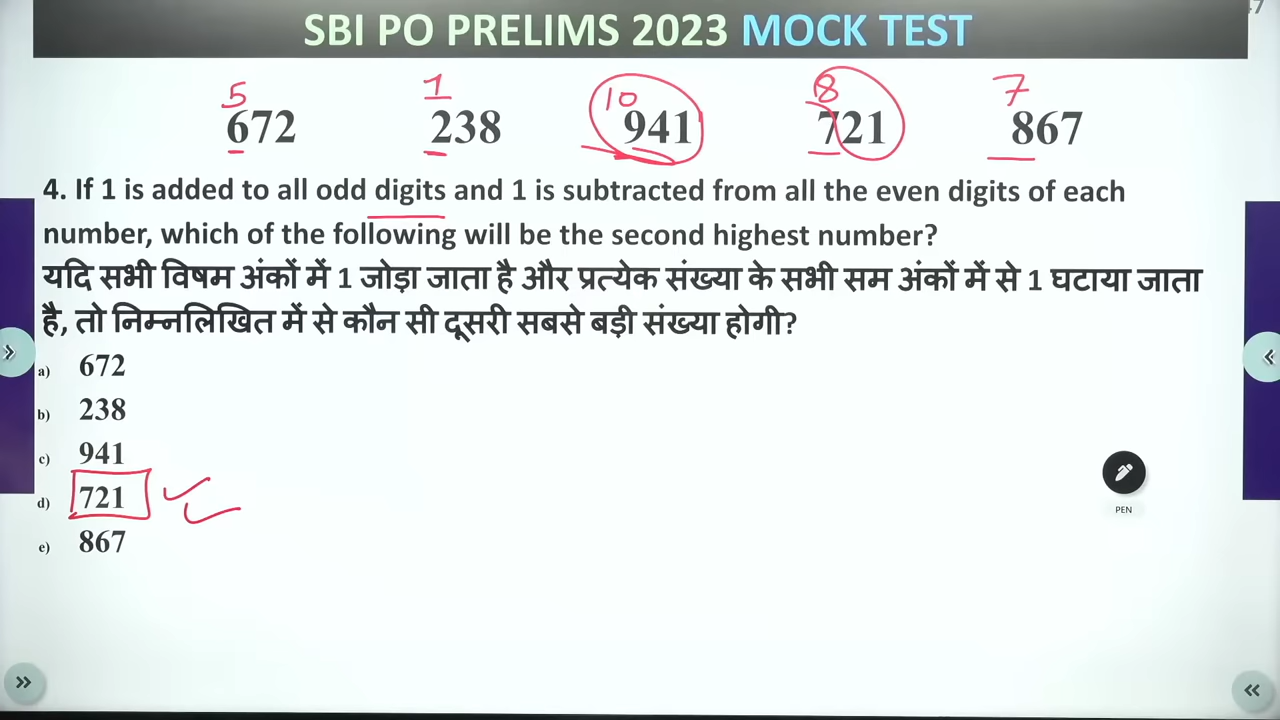 :7
SBI PO PRELIMS 2023 MOCK TEST
5 1 10 8 7
672 238 941 721 867
4. If 1 is added to all odd digits and 1 is subtracted from all the even digits of each
number, which of the following will be the second highest number?
यदि सभी विषम अंकों में 1 जोड़ा जाता है और प्रत्येक संख्या के सभी सम अंकों में से 1 घटाया जाता
है, तो निम्नलिखित में से कौन सी दूसरी सबसे बड़ी संख्या होगी?
a) 672
b) 238
c) 941
d) 721
e) 867
PEN